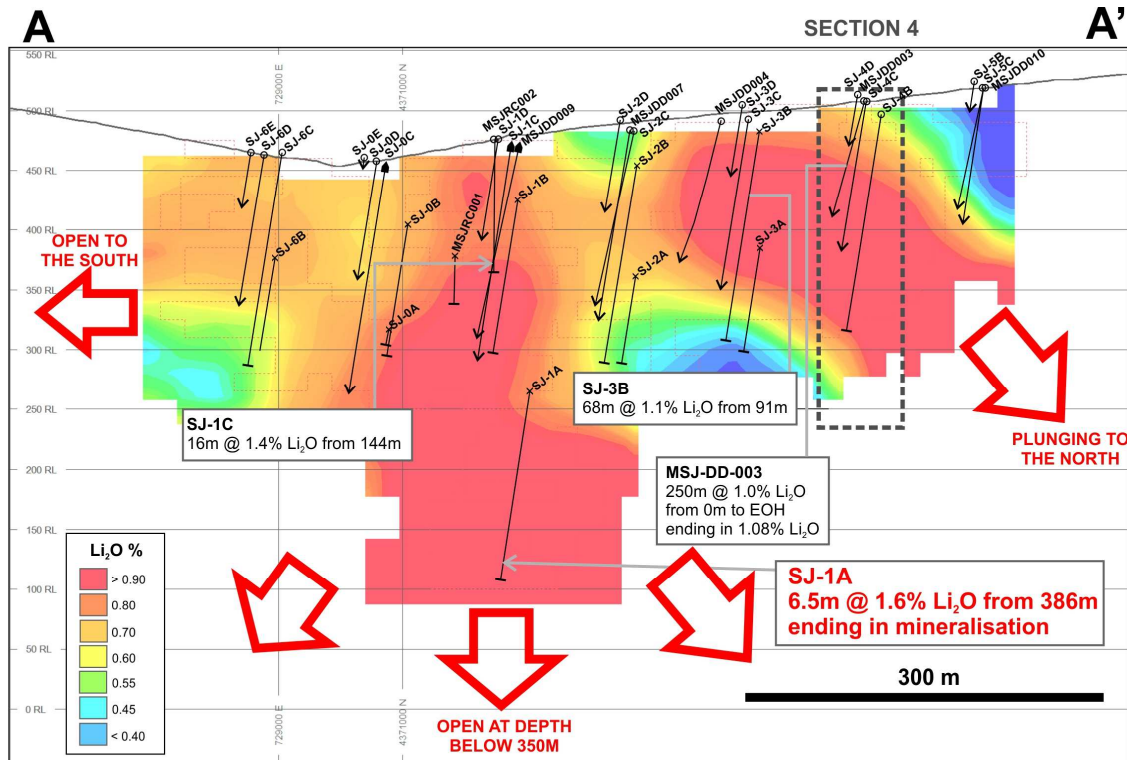 A
A'
SECTION 4
550 RL
500 RL
450 RL
400 RL
350 RL
300 RL
250 RL
200 RL
150 RL
100 RL
50 RL
0 RL
729000 E
4371000 N
729000 E
4371000 N
SJ-6E
SJ-6D
SJ-6C
SJ-6B
SJ-0E
SJ-0D
SJ-0C
SJ-0B
SJ-0A
MSJRC002
SJ-1D
SJ-1C
MSJDD009
SJ-1B
MSJRC001
SJ-1A
SJ-2D
MSJDD007
SJ-2C
SJ-2B
SJ-2A
MSJDD004
SJ-3D
SJ-3C
SJ-3B
SJ-3A
SJ-4D
MSJDD003
SJ-4C
SJ-4B
SJ-5B
SJ-5C
MSJDD010
OPEN TO
THE SOUTH
PLUNGING TO
THE NORTH
SJ-1C
16m @ 1.4% Li₂O from 144m
SJ-3B
68m @ 1.1% Li₂O from 91m
MSJ-DD-003
250m @ 1.0% Li₂O
from 0m to EOH
ending in 1.08% Li₂O
SJ-1A
6.5m @ 1.6% Li₂O from 386m
ending in mineralisation
Li₂O %
> 0.90
0.80
0.70
0.60
0.55
0.45
< 0.40
300 m
OPEN AT DEPTH
BELOW 350M